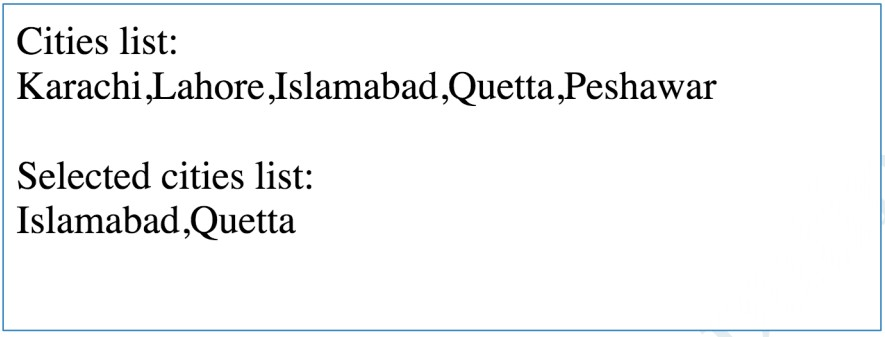 Cities list:
Karachi,Lahore,Islamabad,Quetta,Peshawar
Selected cities list:
Islamabad,Quetta